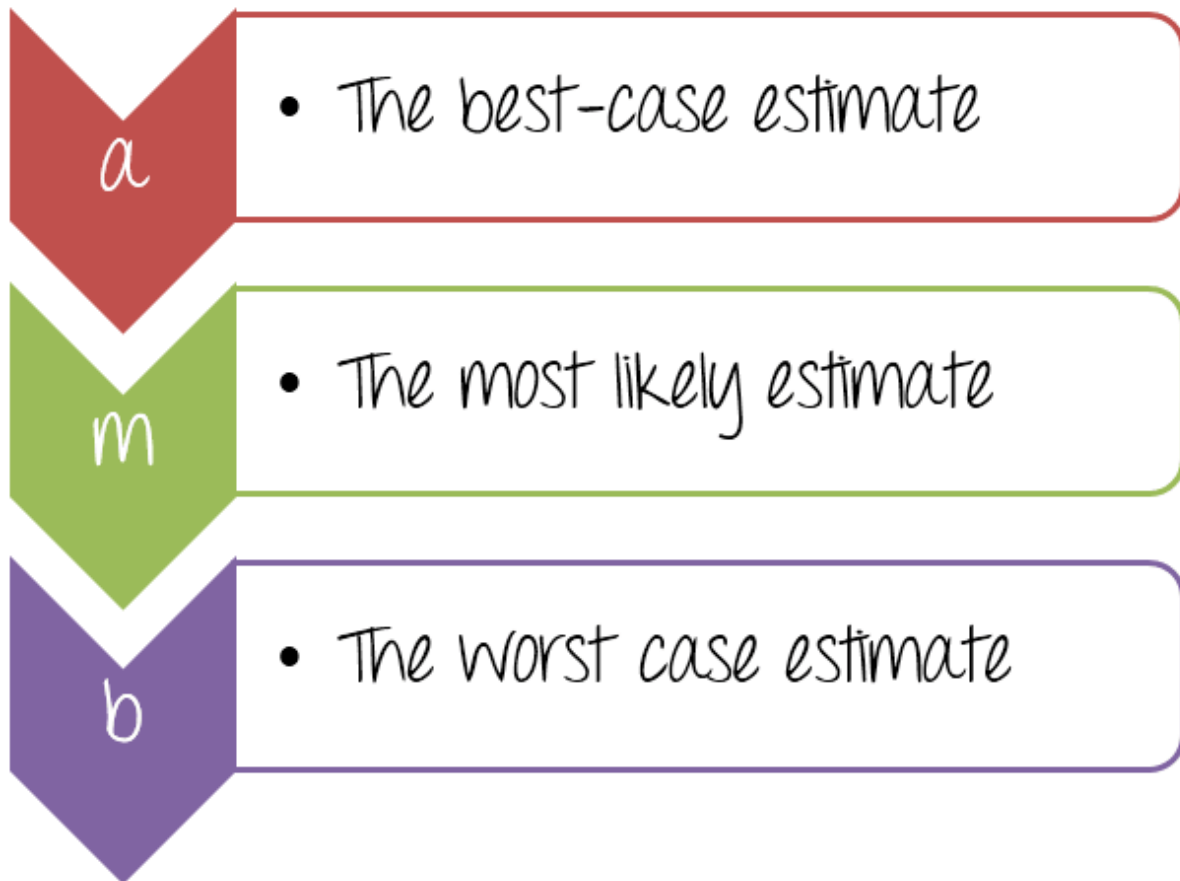 a
• The best-case estimate
m
• The most likely estimate
b
• The worst case estimate